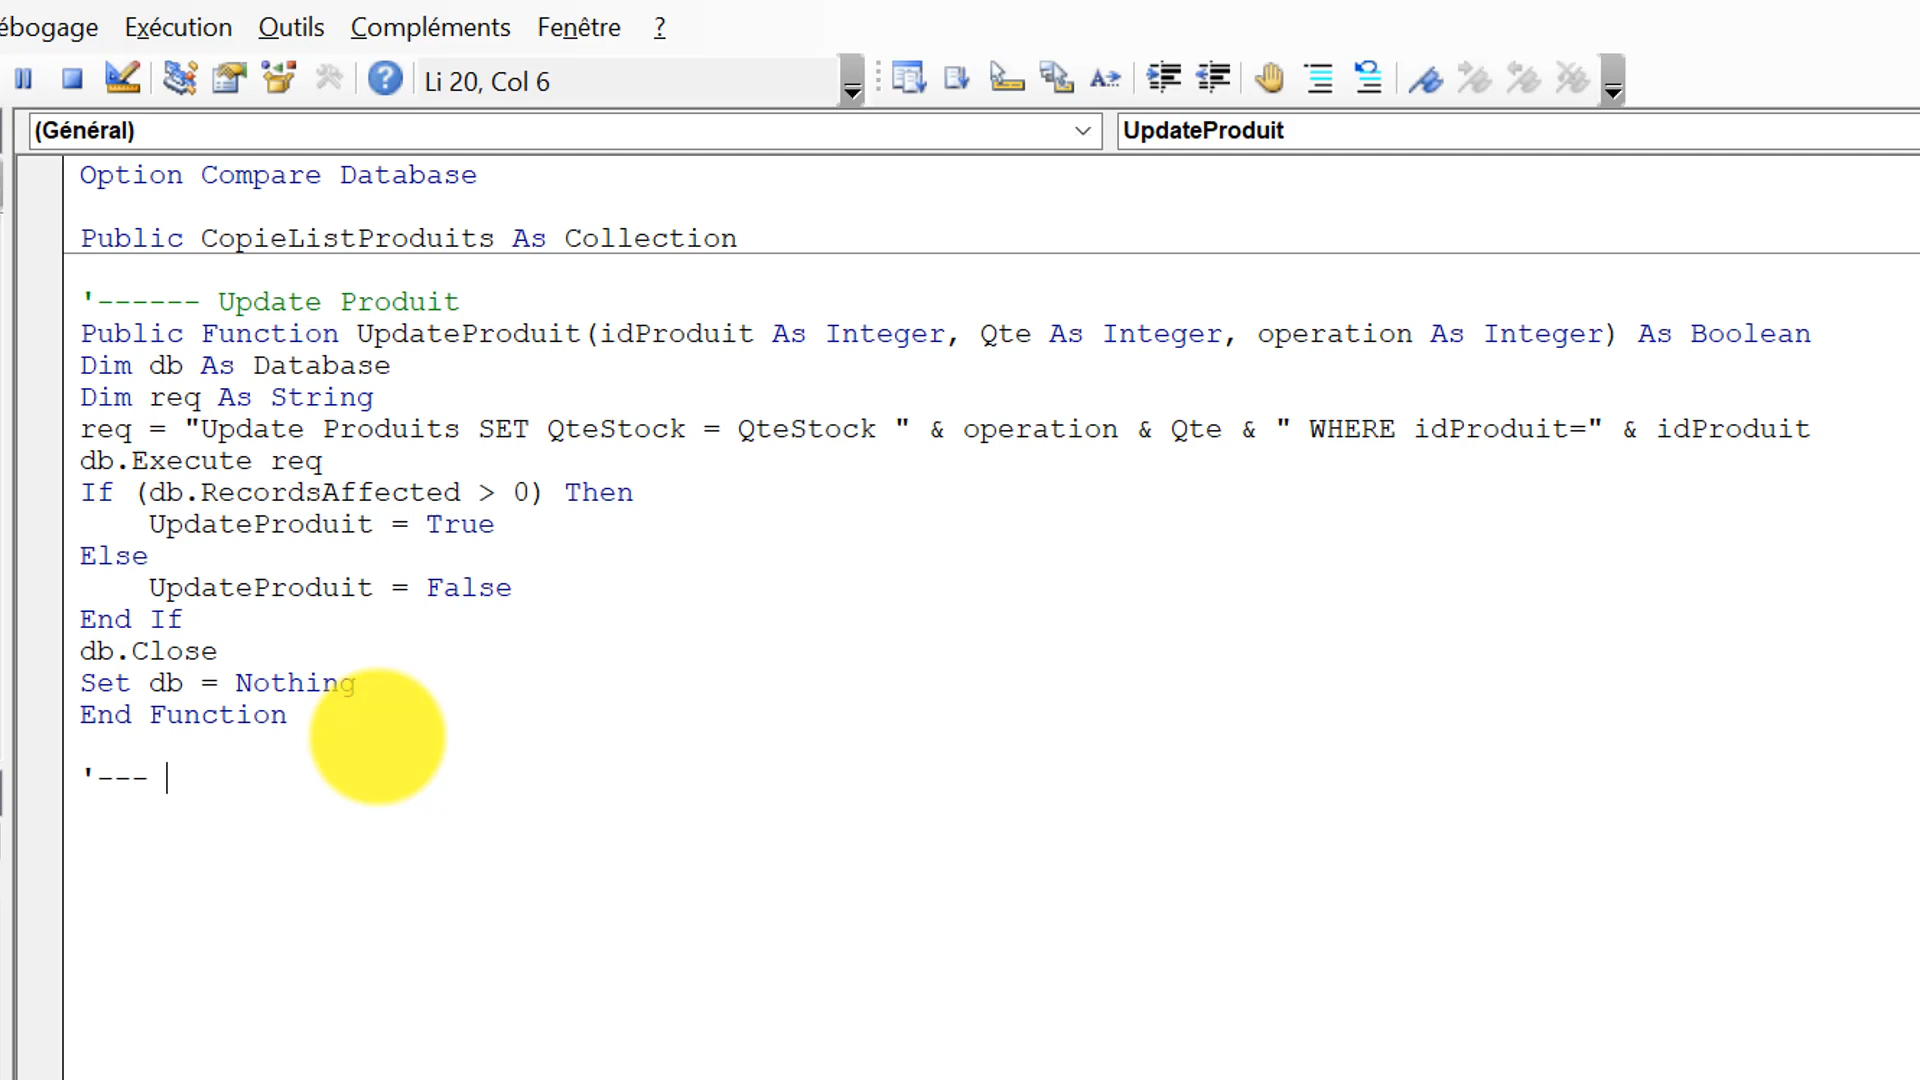 ébogage Exécution Outils Compléments Fenêtre ?
Li 20, Col 6
(Général) UpdateProduit
Option Compare Database
Public CopieListProduits As Collection
'------ Update Produit
Public Function UpdateProduit(idProduit As Integer, Qte As Integer, operation As Integer) As Boolean
Dim db As Database
Dim req As String
req = "Update Produits SET QteStock = QteStock " & operation & Qte & " WHERE idProduit=" & idProduit
db.Execute req
If (db.RecordsAffected > 0) Then
    UpdateProduit = True
Else
    UpdateProduit = False
End If
db.Close
Set db = Nothing
End Function
'---